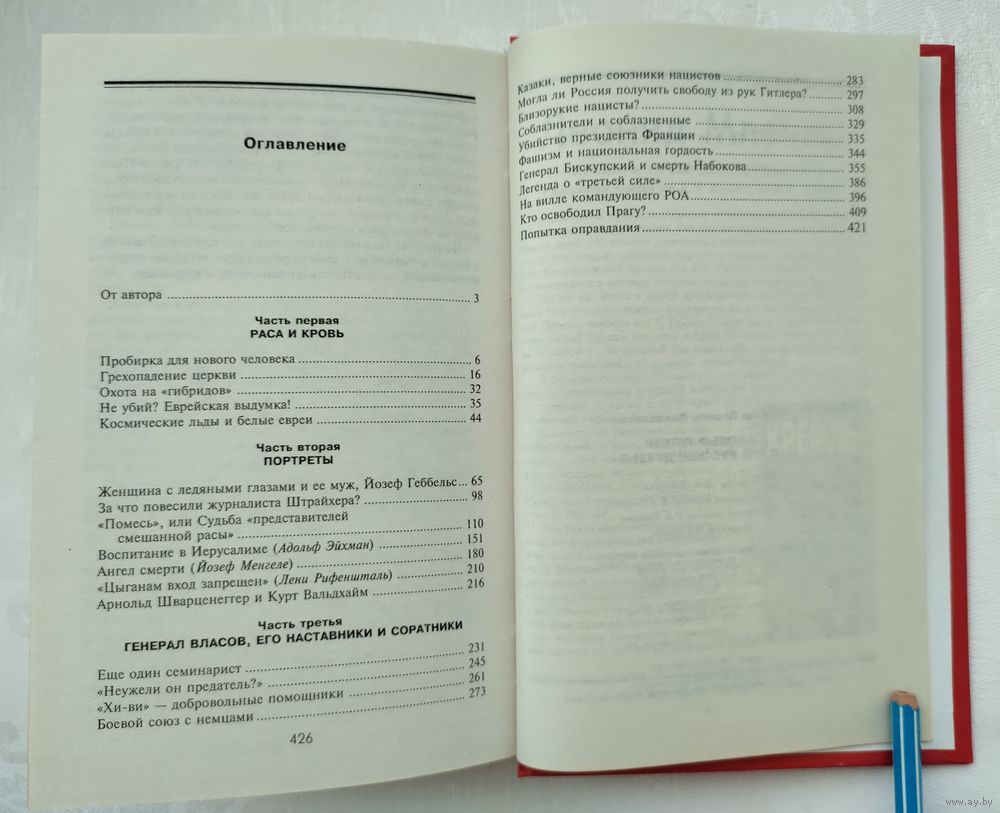 Оглавление
От автора ........ 3
Часть первая
РАСА И КРОВЬ
Пробирка для нового человека ........ 6
Грехопадение церкви ........ 16
Охота на «гибридов» ........ 32
Не убий? Еврейская выдумка! ........ 35
Космические льды и белые евреи ........ 44
Часть вторая
ПОРТРЕТЫ
Женщина с ледяными глазами и ее муж, Йозеф Геббельс ... 65
За что повесили журналиста Штрайхера? ........ 98
«Помесь», или Судьба «представителей
смешанной расы» ........ 110
Воспитание в Иерусалиме (Адольф Эйхман) ........ 151
Ангел смерти (Йозеф Менгеле) ........ 180
«Цыганам вход запрещен» (Лени Рифеншталь) ........ 210
Арнольд Шварценеггер и Курт Вальдхайм ........ 216
Часть третья
ГЕНЕРАЛ ВЛАСОВ, ЕГО НАСТАВНИКИ И СОРАТНИКИ
Еще один семинарист ........ 231
«Неужели он предатель?» ........ 245
«Хи-ви» — добровольные помощники ........ 261
Боевой союз с немцами ........ 273
426
Казаки, верные союзники нацистов ........ 283
Могла ли Россия получить свободу из рук Гитлера? ........ 297
Близорукие нацисты? ........ 308
Соблазнители и соблазненные ........ 329
Убийство президента Франции ........ 335
Фашизм и национальная гордость ........ 344
Генерал Бискупский и смерть Набокова ........ 355
Легенда о «третьей силе» ........ 386
На вилле командующего РОА ........ 396
Кто освободил Прагу? ........ 409
Попытка оправдания ........ 421
www.ay.by